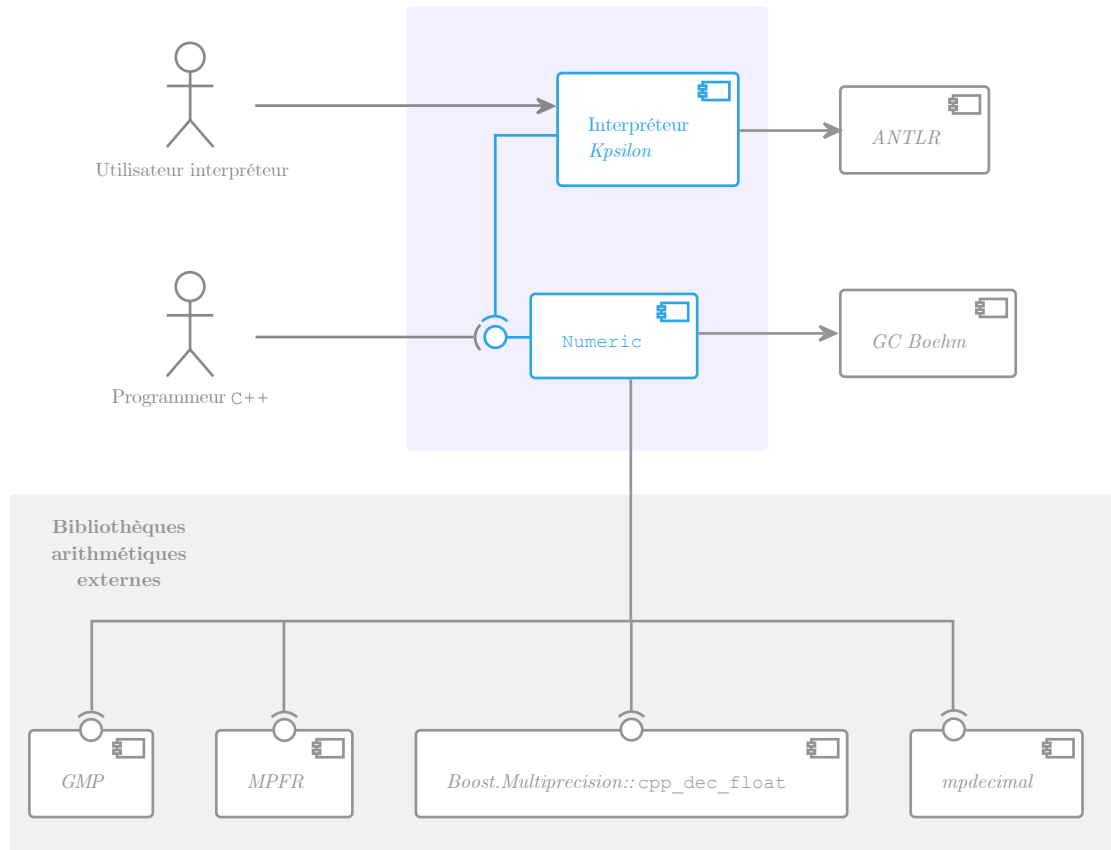 Interpréteur
Kpsilon
ANTLR
Utilisateur interpréteur
Numeric
GC Boehm
Programmeur C++
Bibliothèques
arithmétiques
externes
GMP
MPFR
Boost.Multiprecision::cpp_dec_float
mpdecimal